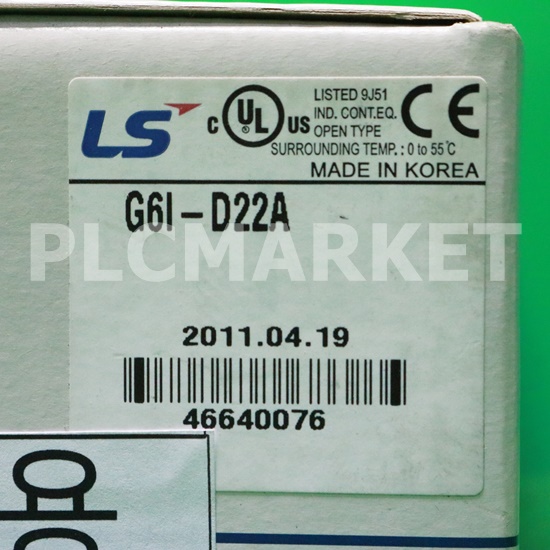 LS
C UL US
LISTED 9J51
IND. CONT.EQ.
OPEN TYPE
CE
SURROUNDING TEMP.: 0 to 55℃
MADE IN KOREA
G6I-D22A
PLCMARKET
2011.04.19
46640076